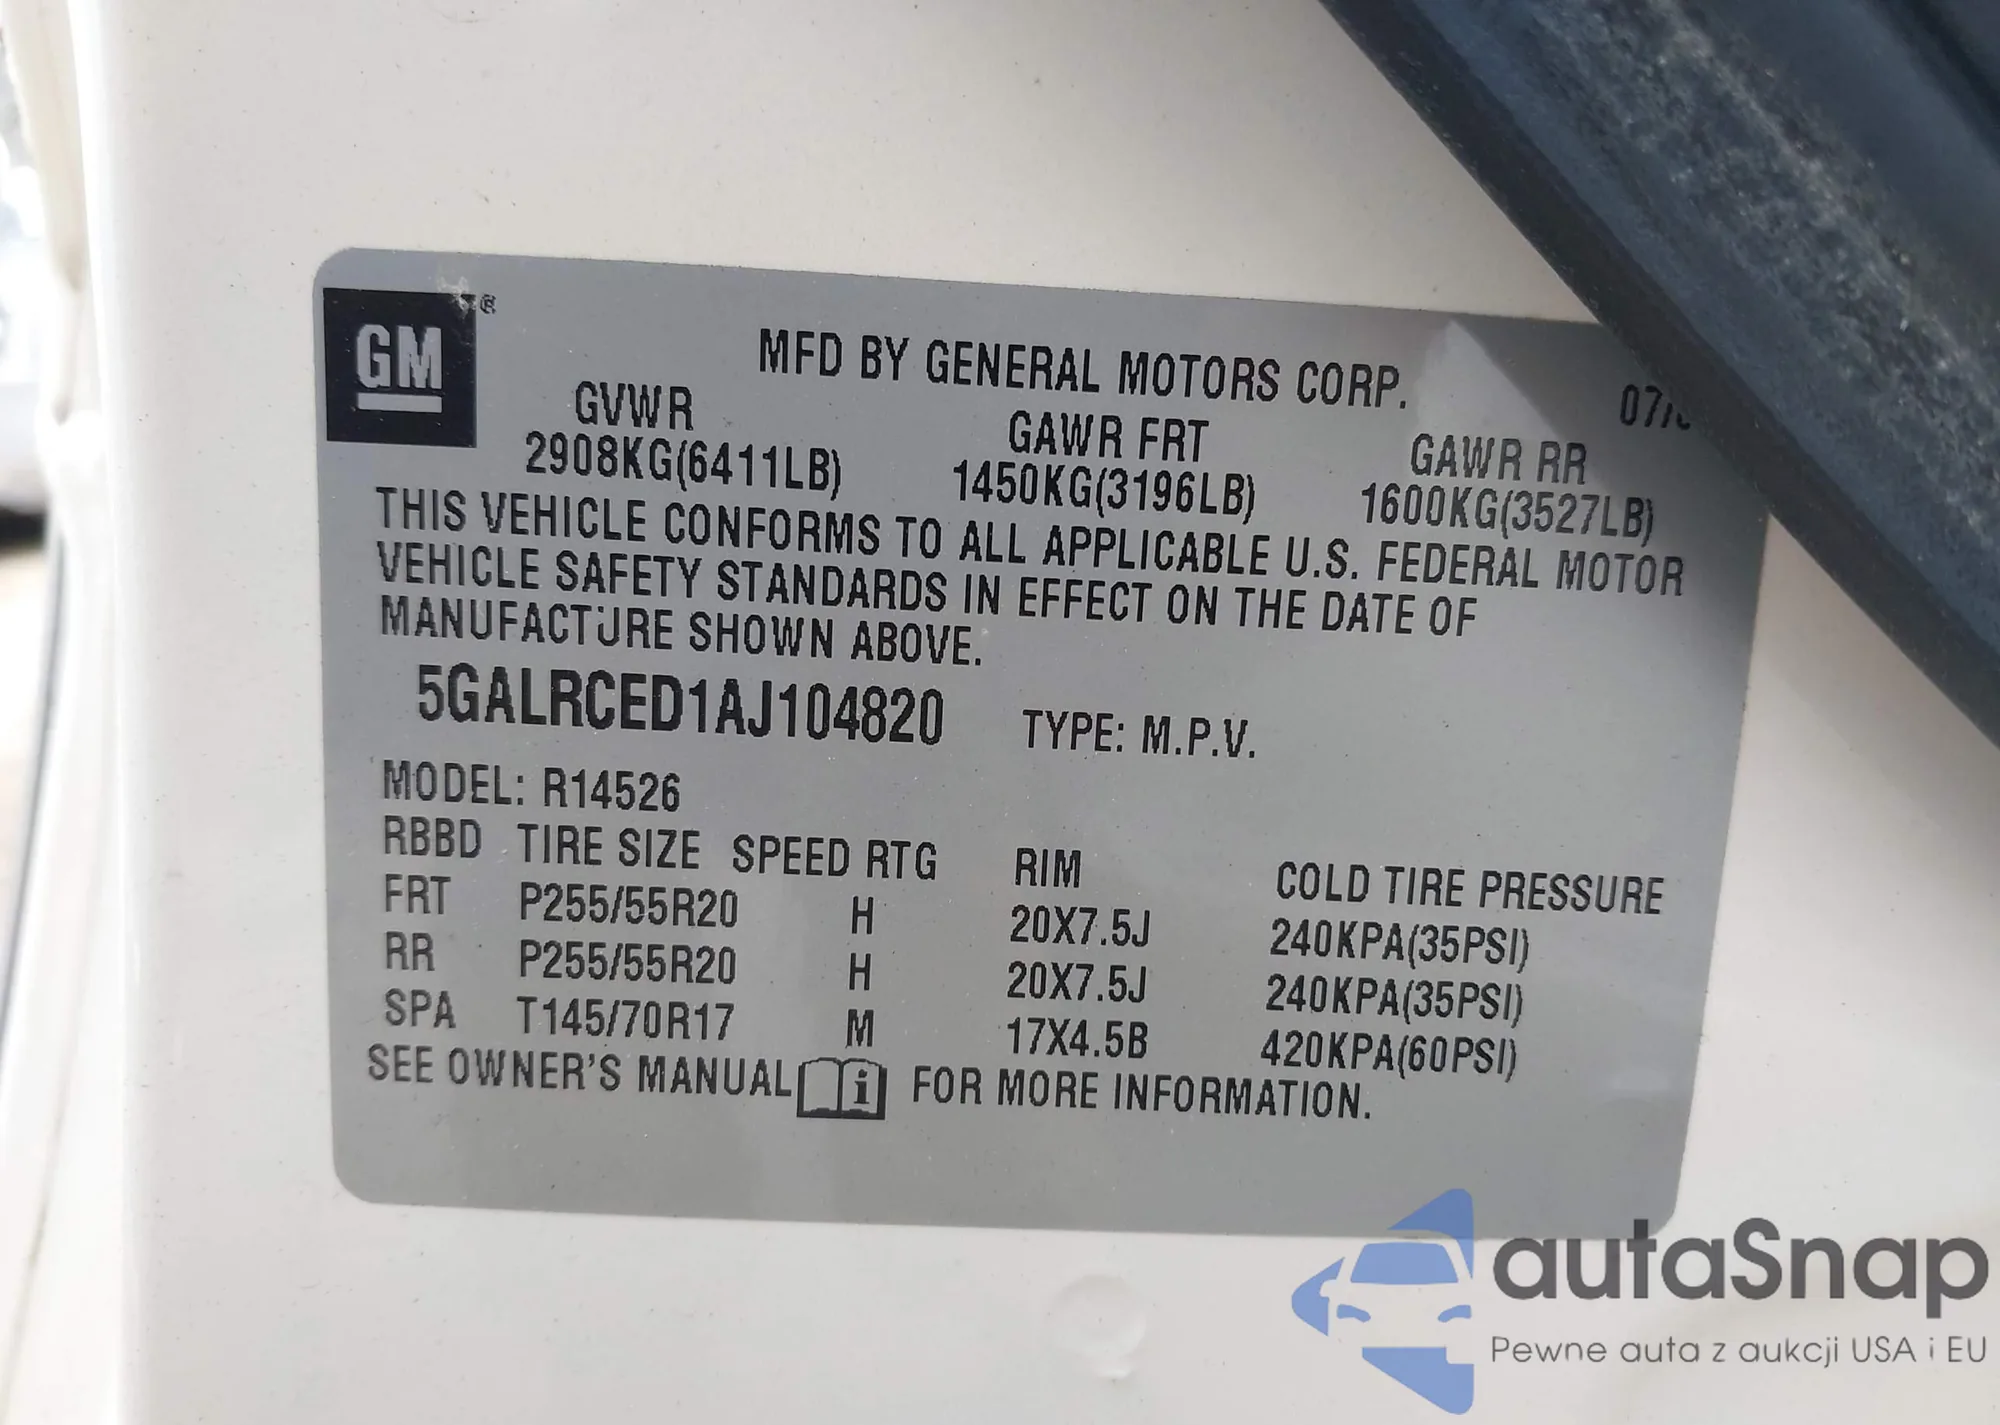 GM ®
MFD BY GENERAL MOTORS CORP.
GVWR GAWR FRT GAWR RR
2908KG(6411LB) 1450KG(3196LB) 1600KG(3527LB)
THIS VEHICLE CONFORMS TO ALL APPLICABLE U.S. FEDERAL MOTOR
VEHICLE SAFETY STANDARDS IN EFFECT ON THE DATE OF
MANUFACTURE SHOWN ABOVE.
5GALRCED1AJ104820 TYPE: M.P.V.
MODEL: R14526
RBBD TIRE SIZE SPEED RTG RIM COLD TIRE PRESSURE
FRT P255/55R20 H 20X7.5J 240KPA(35PSI)
RR P255/55R20 H 20X7.5J 240KPA(35PSI)
SPA T145/70R17 M 17X4.5B 420KPA(60PSI)
SEE OWNER'S MANUAL i FOR MORE INFORMATION.
autaSnap
Pewne auta z aukcji USA i EU